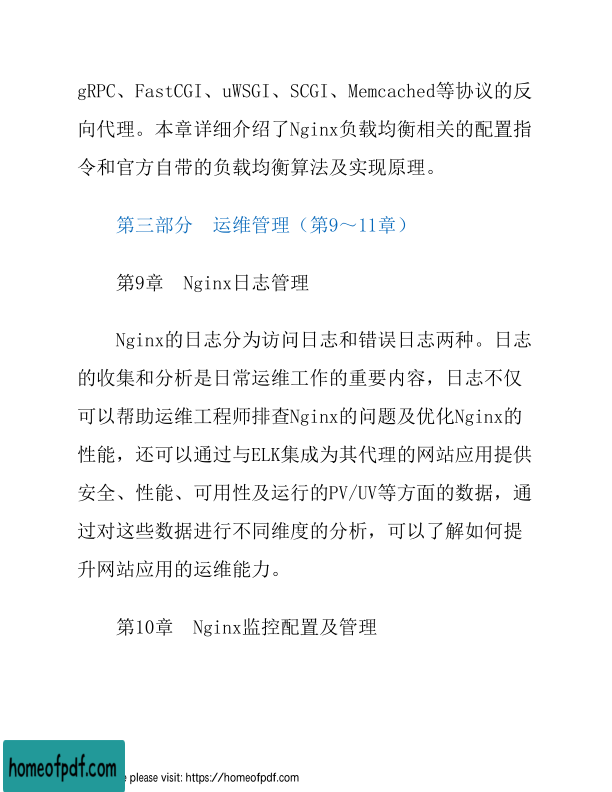 gRPC、FastCGI、uWSGI、SCGI、Memcached等协议的反
向代理。本章详细介绍了Nginx负载均衡相关的配置指
令和官方自带的负载均衡算法及实现原理。
第三部分　运维管理（第9～11章）
第9章　Nginx日志管理
Nginx的日志分为访问日志和错误日志两种。日志
的收集和分析是日常运维工作的重要内容，日志不仅
可以帮助运维工程师排查Nginx的问题及优化Nginx的
性能，还可以通过与ELK集成为其代理的网站应用提供
安全、性能、可用性及运行的PV/UV等方面的数据，通
过对这些数据进行不同维度的分析，可以了解如何提
升网站应用的运维能力。
第10章　Nginx监控配置及管理
homeofpdf.com
please visit: https://homeofpdf.com